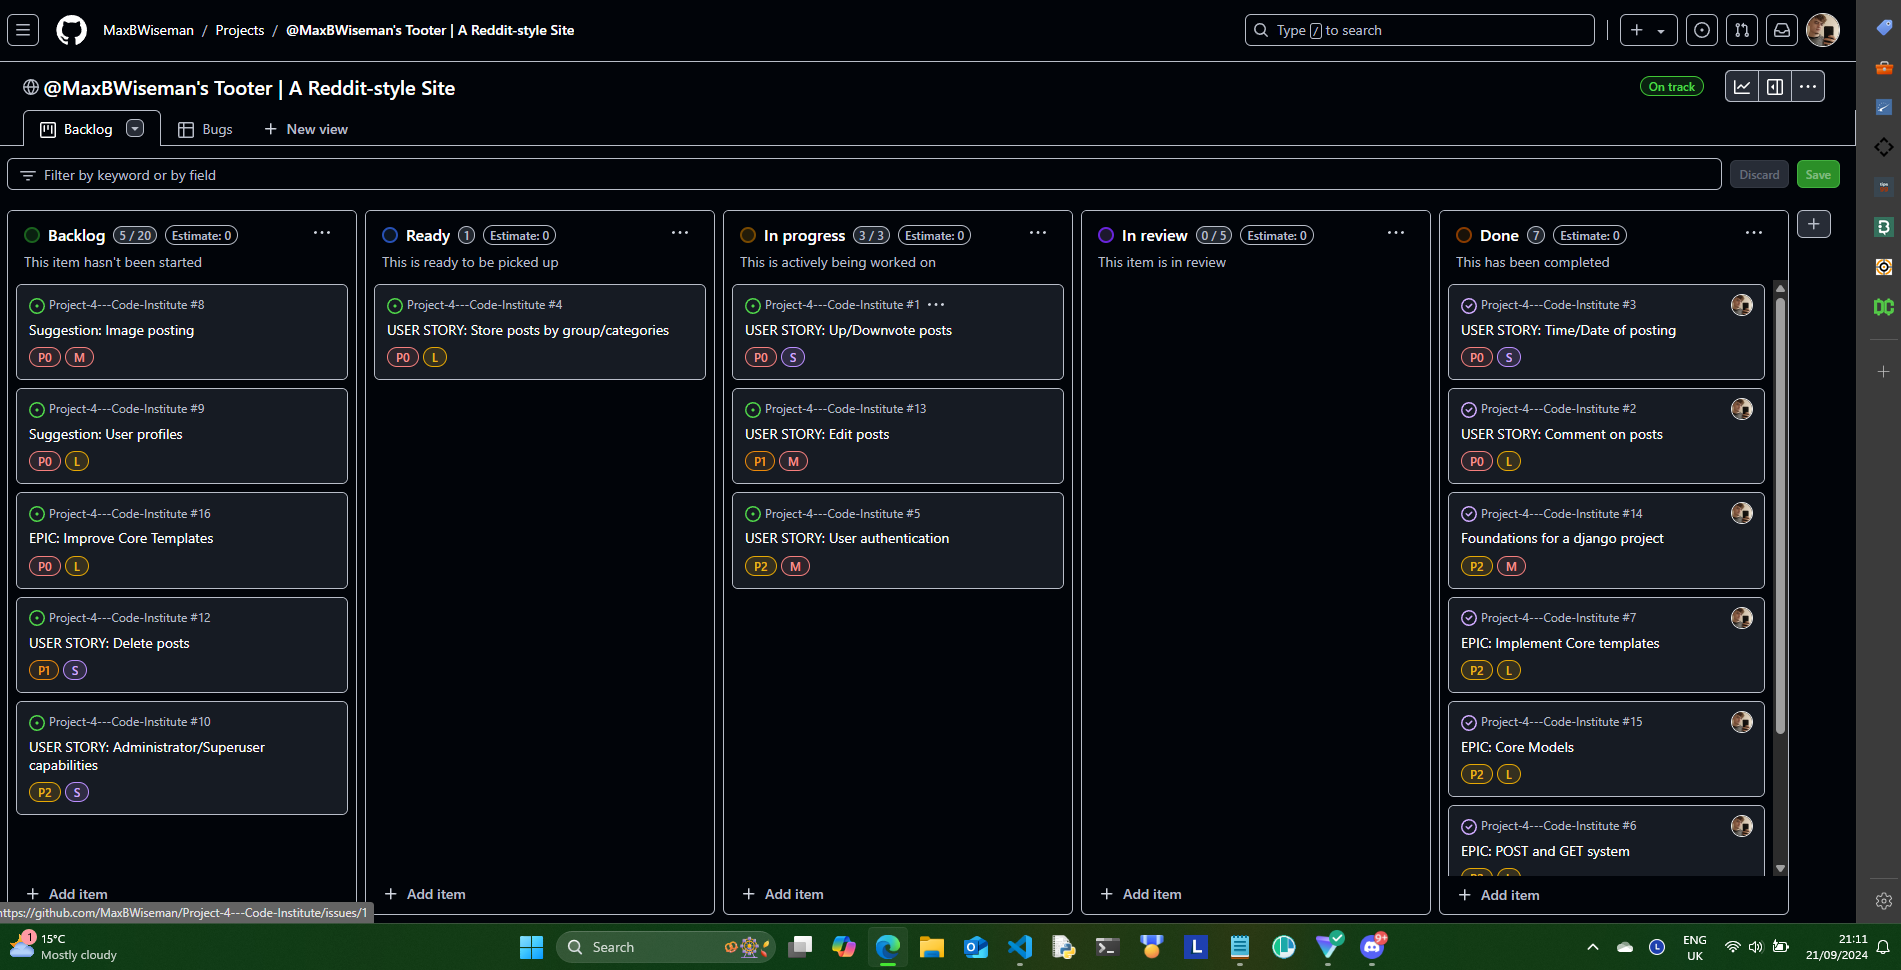 MaxBWiseman / Projects / @MaxBWiseman's Tooter | A Reddit-style Site
Type / to search
@MaxBWiseman's Tooter | A Reddit-style Site
On track
Backlog
Bugs
New view
Filter by keyword or by field
Discard
Save
Backlog 5 / 20 Estimate: 0
This item hasn't been started
Project-4---Code-Institute #8
Suggestion: Image posting
P0 M
Project-4---Code-Institute #9
Suggestion: User profiles
P0 L
Project-4---Code-Institute #16
EPIC: Improve Core Templates
P0 L
Project-4---Code-Institute #12
USER STORY: Delete posts
P1 S
Project-4---Code-Institute #10
USER STORY: Administrator/Superuser
capabilities
P2 S
Add item
Ready 1 Estimate: 0
This is ready to be picked up
Project-4---Code-Institute #4
USER STORY: Store posts by group/categories
P0 L
Add item
In progress 3 / 3 Estimate: 0
This is actively being worked on
Project-4---Code-Institute #1
USER STORY: Up/Downvote posts
P0 S
Project-4---Code-Institute #13
USER STORY: Edit posts
P1 M
Project-4---Code-Institute #5
USER STORY: User authentication
P2 M
Add item
In review 0 / 5 Estimate: 0
This item is in review
Add item
Done 7 Estimate: 0
This has been completed
Project-4---Code-Institute #3
USER STORY: Time/Date of posting
P0 S
Project-4---Code-Institute #2
USER STORY: Comment on posts
P0 L
Project-4---Code-Institute #14
Foundations for a django project
P2 M
Project-4---Code-Institute #7
EPIC: Implement Core templates
P2 L
Project-4---Code-Institute #15
EPIC: Core Models
P2 L
Project-4---Code-Institute #6
EPIC: POST and GET system
Add item
https://github.com/MaxBWiseman/Project-4---Code-Institute/issues/1
1
15°C
Mostly cloudy
Search
L
9+
L
ENG
UK
21:11
21/09/2024